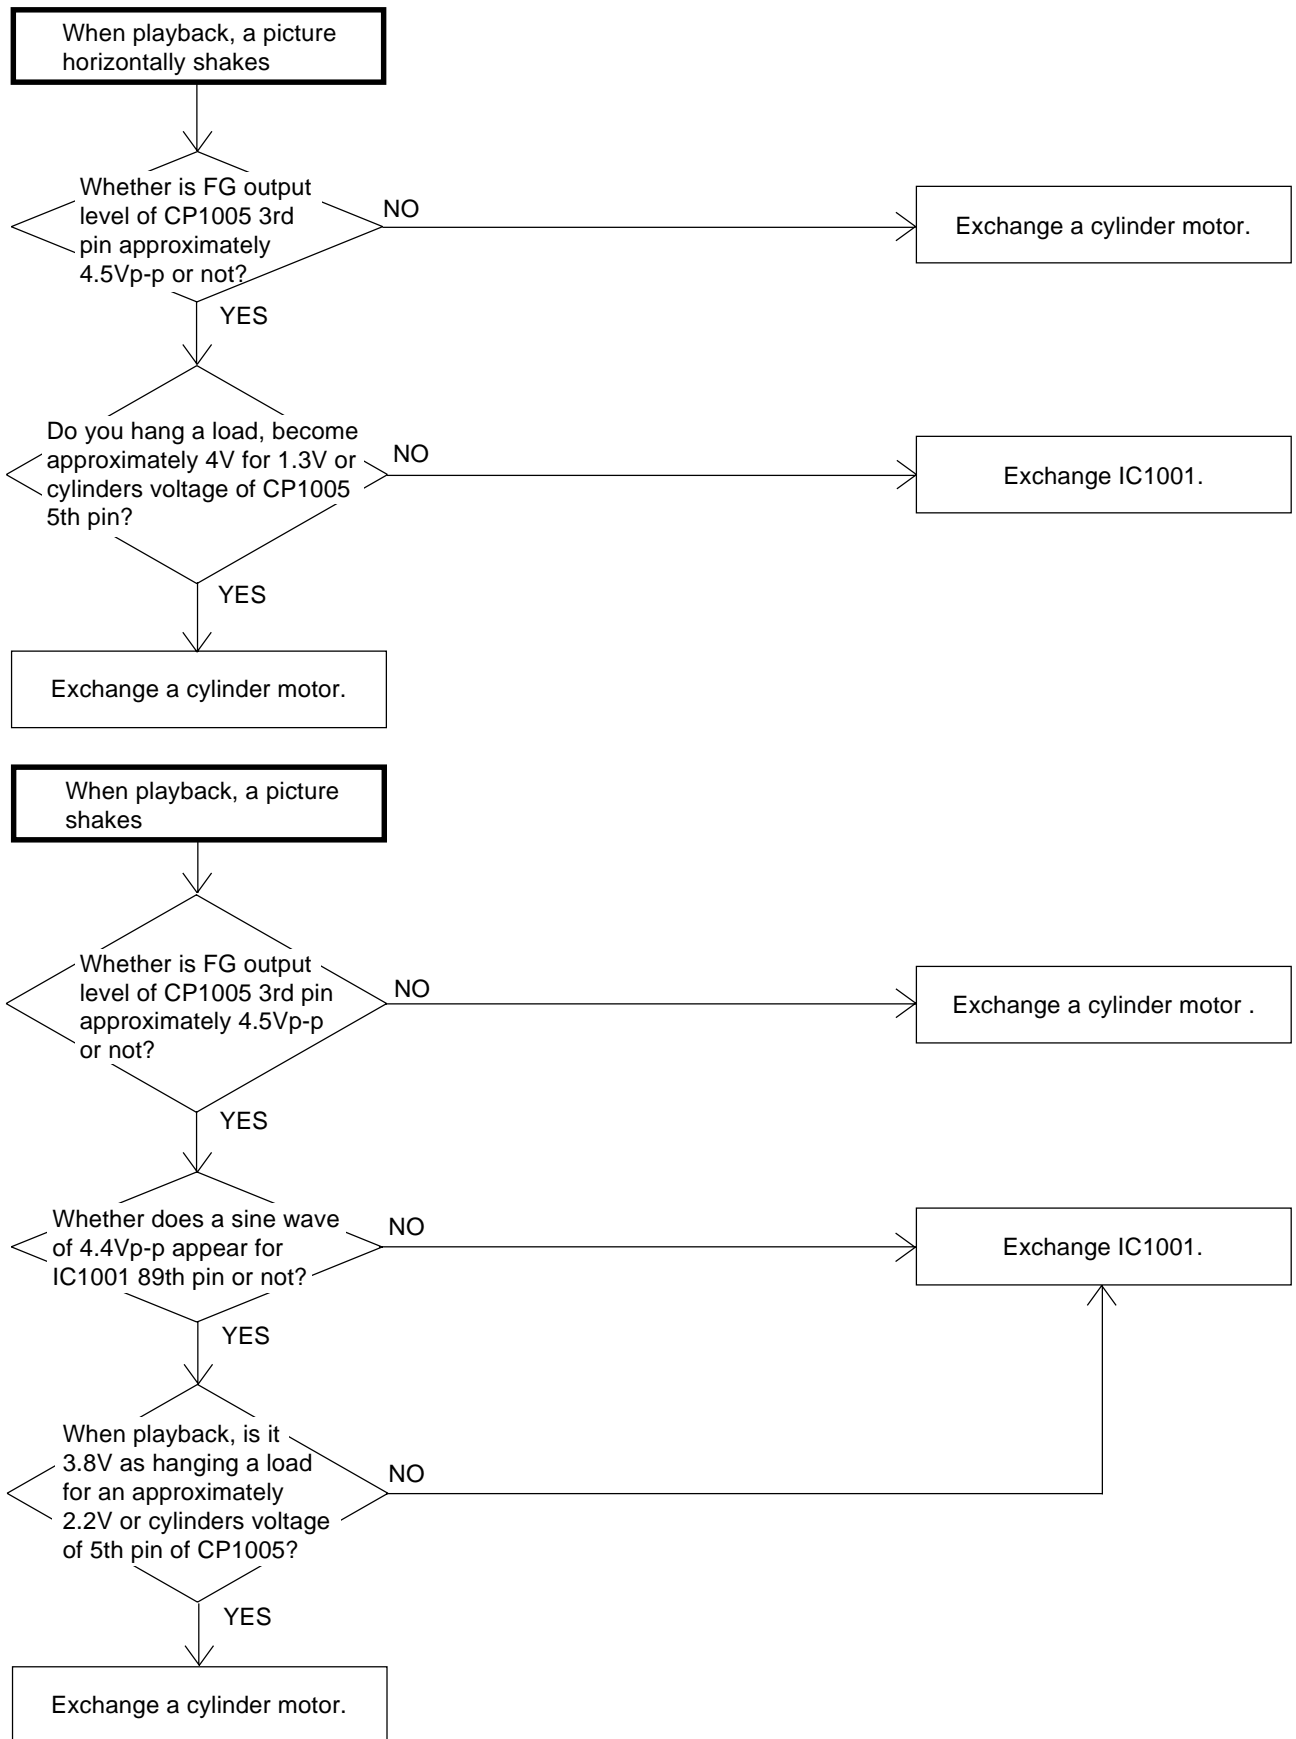 When playback, a picture
horizontally shakes
Whether is FG output
level of CP1005 3rd
pin approximately
4.5Vp-p or not?
NO
Exchange a cylinder motor.
YES
Do you hang a load, become
approximately 4V for 1.3V or
cylinders voltage of CP1005
5th pin?
NO
Exchange IC1001.
YES
Exchange a cylinder motor.
When playback, a picture
shakes
Whether is FG output
level of CP1005 3rd pin
approximately 4.5Vp-p
or not?
NO
Exchange a cylinder motor .
YES
Whether does a sine wave
of 4.4Vp-p appear for
IC1001 89th pin or not?
NO
Exchange IC1001.
YES
When playback, is it
3.8V as hanging a load
for an approximately
2.2V or cylinders voltage
of 5th pin of CP1005?
NO
YES
Exchange a cylinder motor.